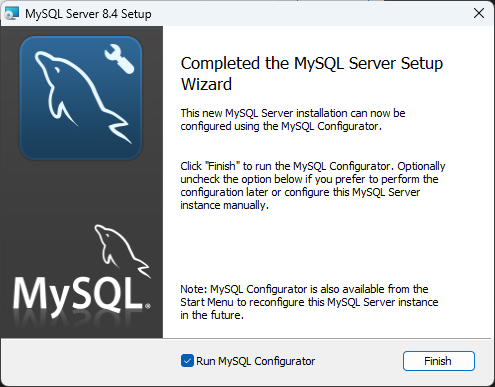 MySQL Server 8.4 Setup
Completed the MySQL Server Setup
Wizard
This new MySQL Server installation can now be
configured using the MySQL Configurator.
Click "Finish" to run the MySQL Configurator. Optionally
uncheck the option below if you prefer to perform the
configuration later or configure this MySQL Server
instance manually.
MySQL®
Note: MySQL Configurator is also available from the
Start Menu to reconfigure this MySQL Server instance
in the future.
Run MySQL Configurator
Finish